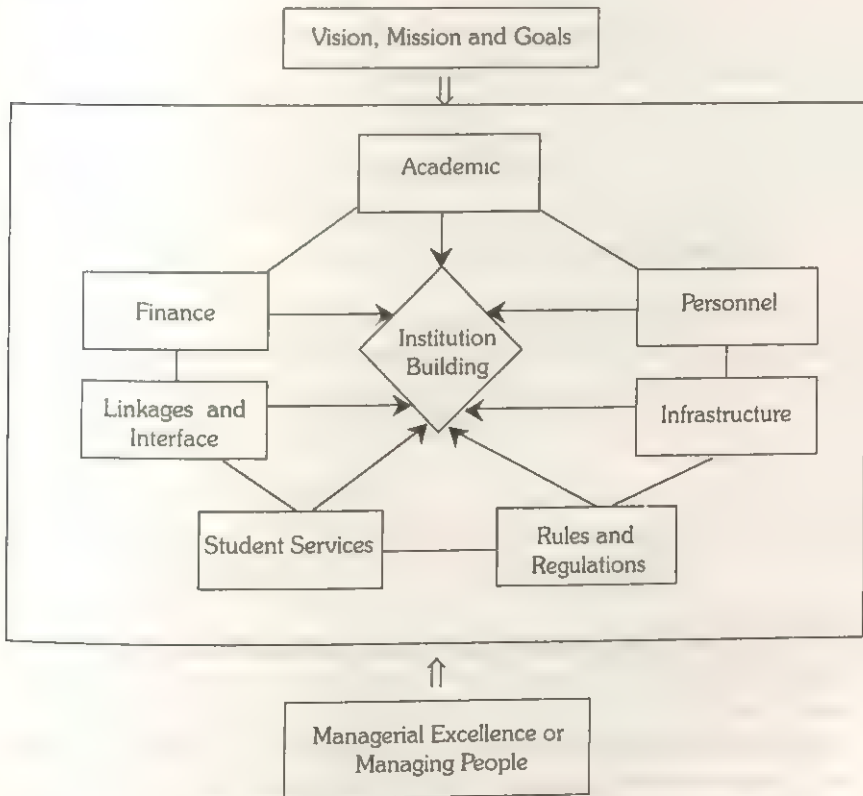 Vision, Mission and Goals
Academic
Finance
Personnel
Institution
Building
Linkages and
Interface
Infrastructure
Student Services
Rules and
Regulations
Managerial Excellence or
Managing People